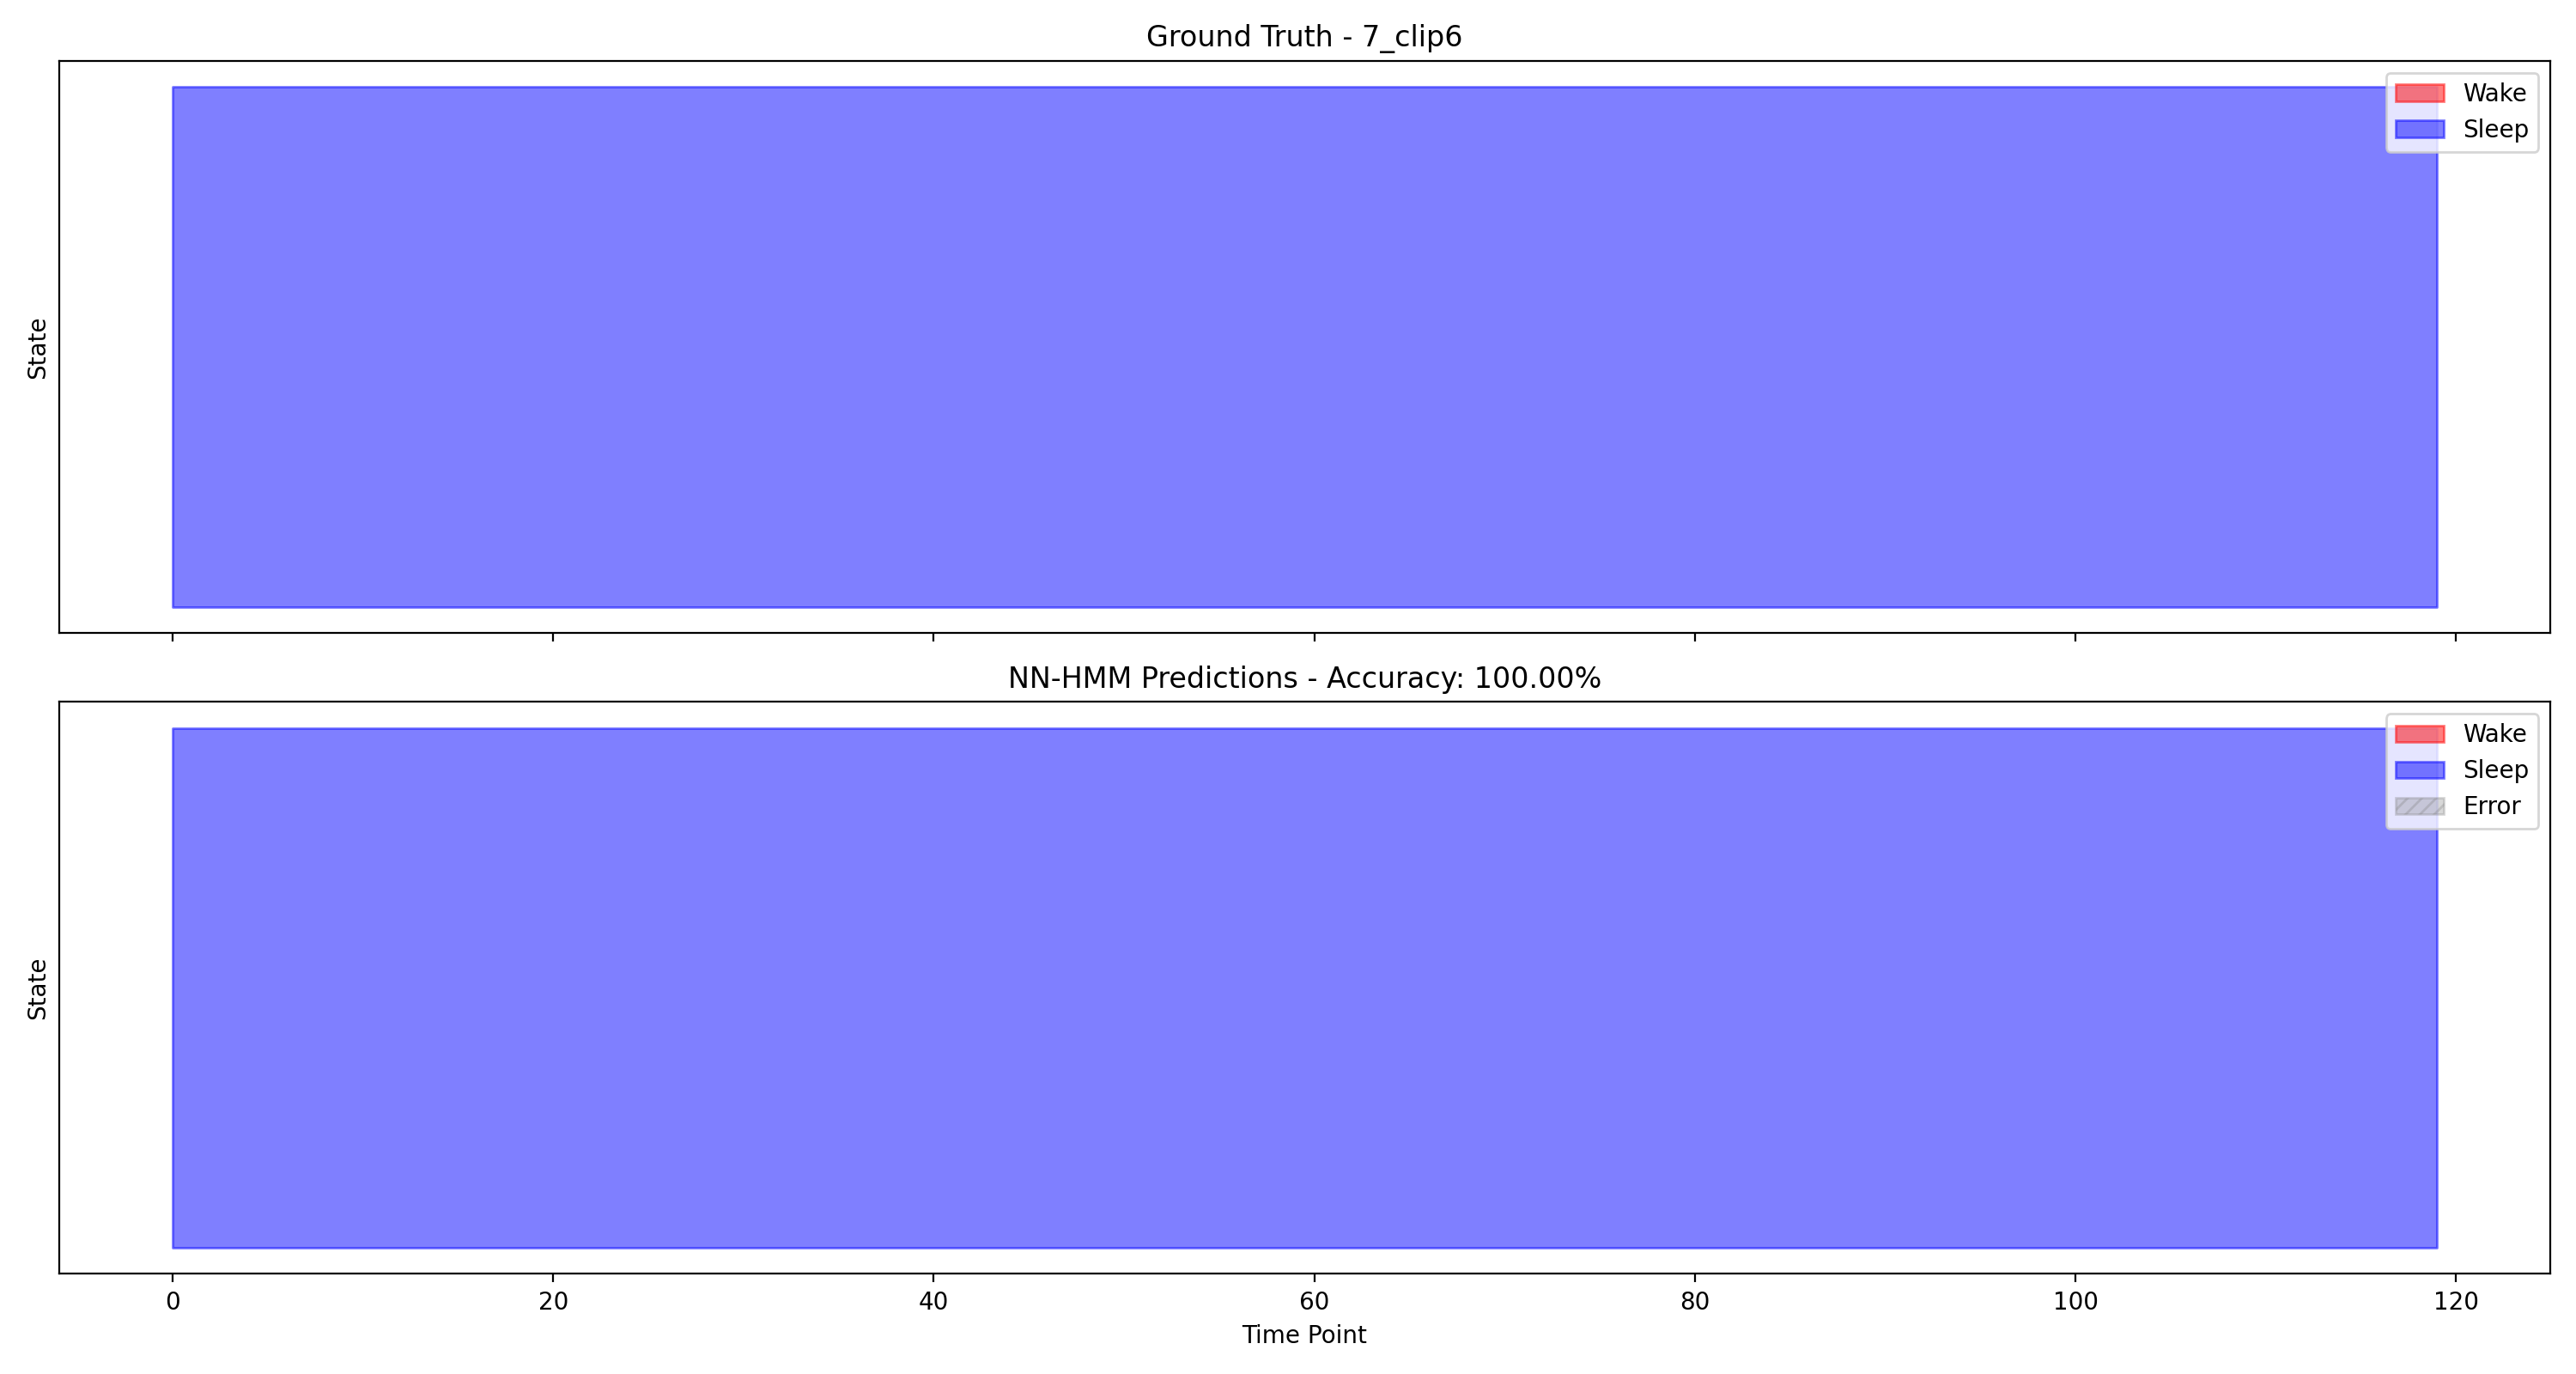 Ground Truth - 7_clip6
Wake
Sleep
State
NN-HMM Predictions - Accuracy: 100.00%
Wake
Sleep
Error
State
0 20 40 60 80 100 120
Time Point